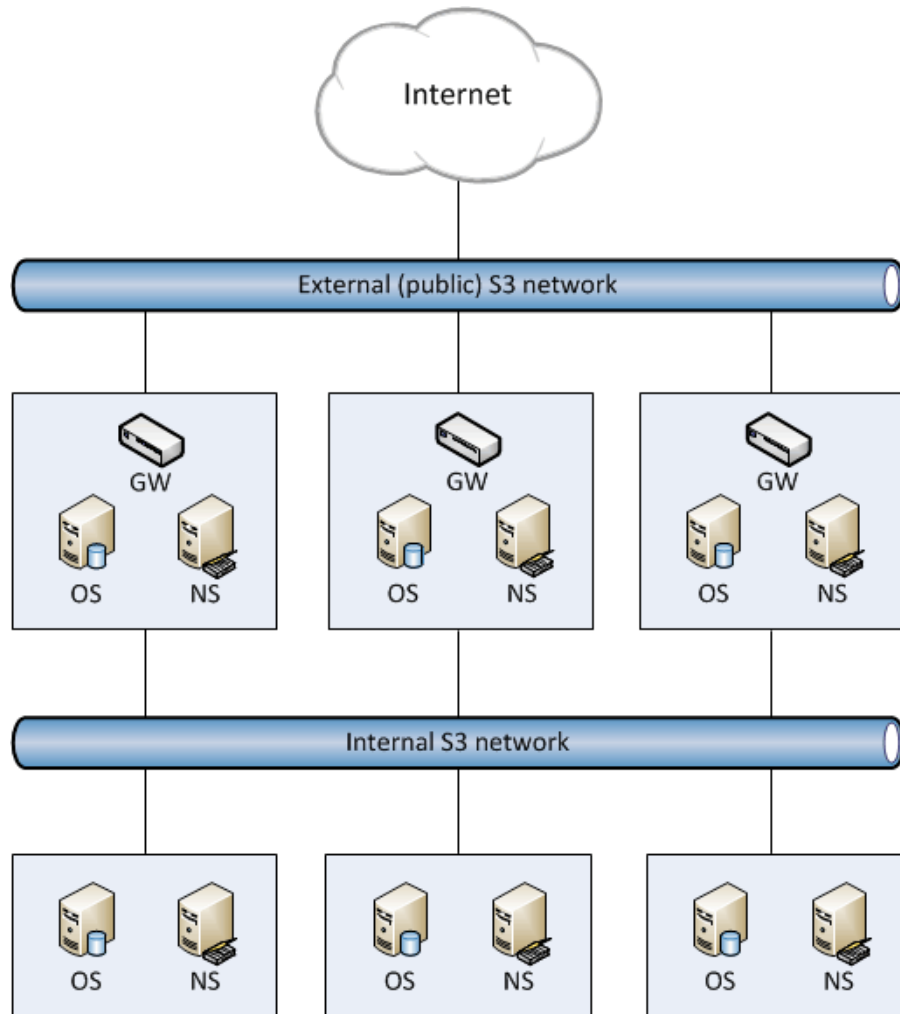 Internet
External (public) S3 network
GW
GW
GW
OS NS
OS NS
OS NS
Internal S3 network
OS NS
OS NS
OS NS